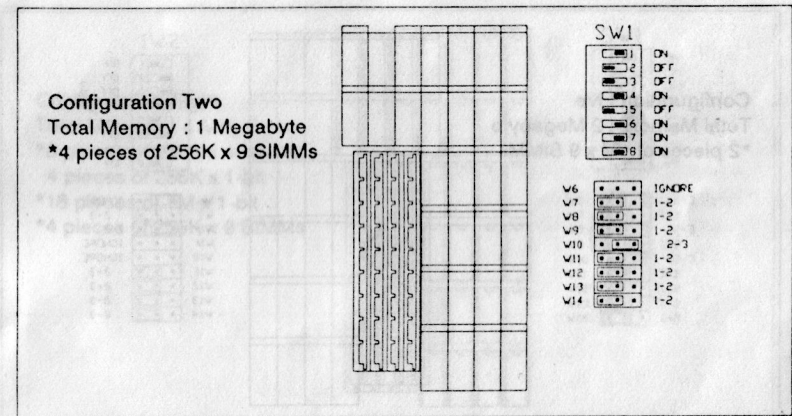 Configuration Two
Total Memory : 1 Megabyte
*4 pieces of 256K x 9 SIMMs
SW1
1 ON
2 OFF
3 OFF
4 ON
5 OFF
6 ON
7 ON
8 ON
W6 IGNORE
W7 1-2
W8 1-2
W9 1-2
W10 2-3
W11 1-2
W12 1-2
W13 1-2
W14 1-2